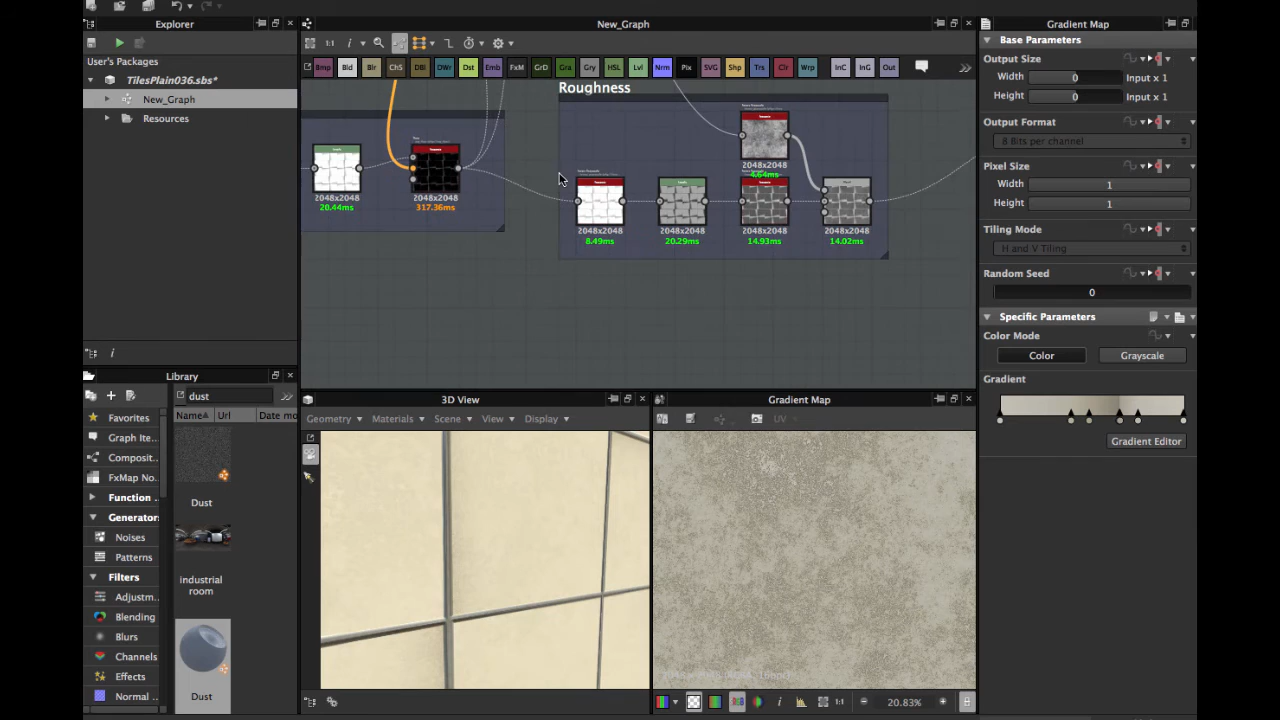 Explorer
New_Graph
Gradient Map
1:1
User's Packages
TilesPlain036.sbs*
New_Graph
Resources
Bmp Bld Blr ChS DBl DWr Dst Emb FxM GrD Gra Gry HSL Lvl Nrm Plx SVG Shp Trs Clr Wrp InC InG Out
Roughness
2048x2048
20.44ms
2048x2048
317.36ms
2048x2048
8.49ms
2048x2048
20.29ms
2048x2048
4.64ms
2048x2048
14.93ms
2048x2048
14.02ms
Base Parameters
Output Size
Width 0 Input x 1
Height 0 Input x 1
Output Format
8 Bits per channel
Pixel Size
Width 1
Height 1
Tiling Mode
H and V Tiling
Random Seed
0
Specific Parameters
Color Mode
Color Grayscale
Gradient
Gradient Editor
Library
dust
Name Url Date mo
Favorites
Graph Ite...
Composit...
FxMap No...
Function ...
Generator:
Noises
Patterns
Filters
Adjustm...
Blending
Blurs
Channels
Effects
Normal ...
Dust
industrial
room
Dust
3D View
Geometry Materials Scene View Display
Gradient Map
UV
1:1
20.83%